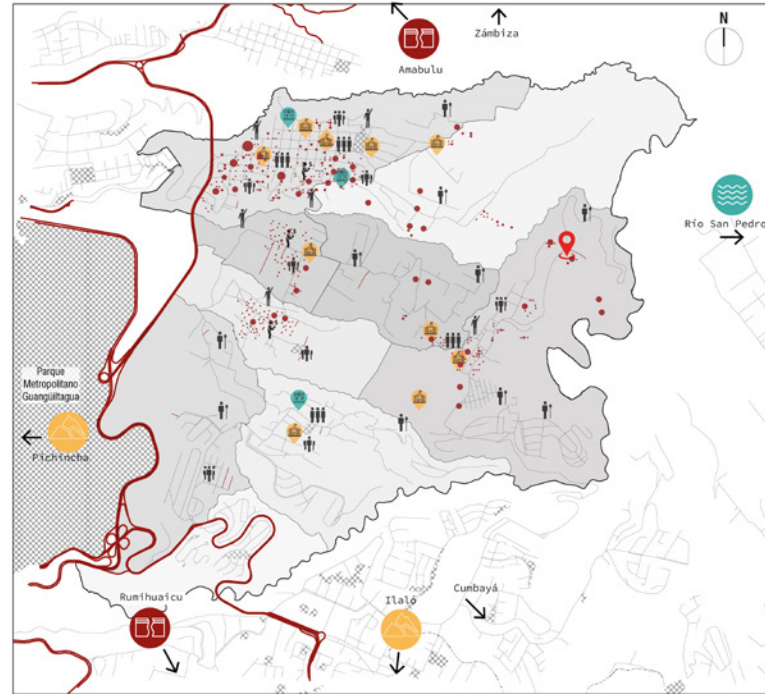 N
Zámbiza
Amabulu
Río San Pedro
Parque
Metropolitano
Guangüiltagua
Pichincha
Rumihuaicu
Ilaló
Cumbayá